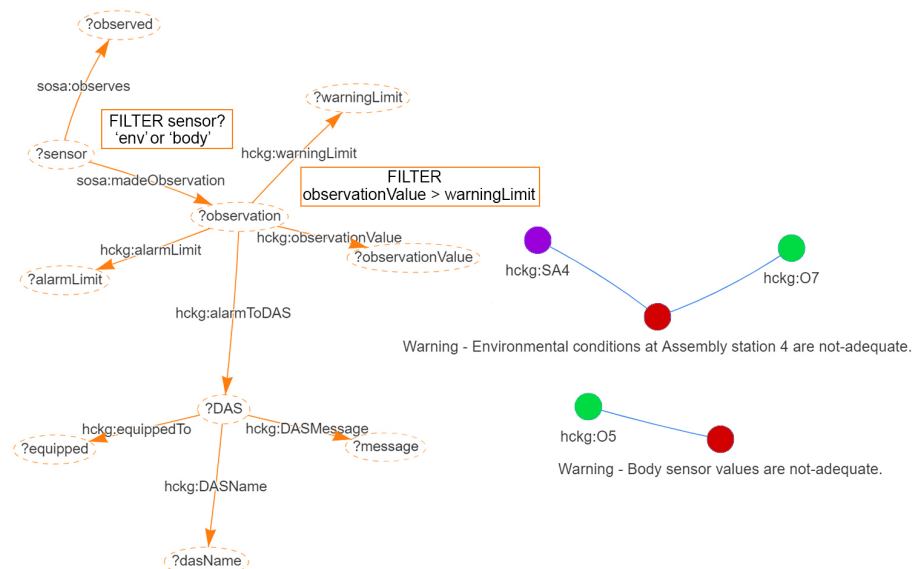 ?observed
sosa:observes
?warningLimit
FILTER sensor?
‘env’ or ‘body’
?sensor
hckg:warningLimit
sosa:madeObservation
FILTER
observationValue > warningLimit
?observation
hckg:alarmLimit
hckg:observationValue
?observationValue
?alarmLimit
hckg:SA4
hckg:O7
hckg:alarmToDAS
Warning - Environmental conditions at Assembly station 4 are not-adequate.
?DAS
hckg:equippedTo
hckg:DASMessage
?equipped
?message
hckg:O5
Warning - Body sensor values are not-adequate.
hckg:DASName
?dasName